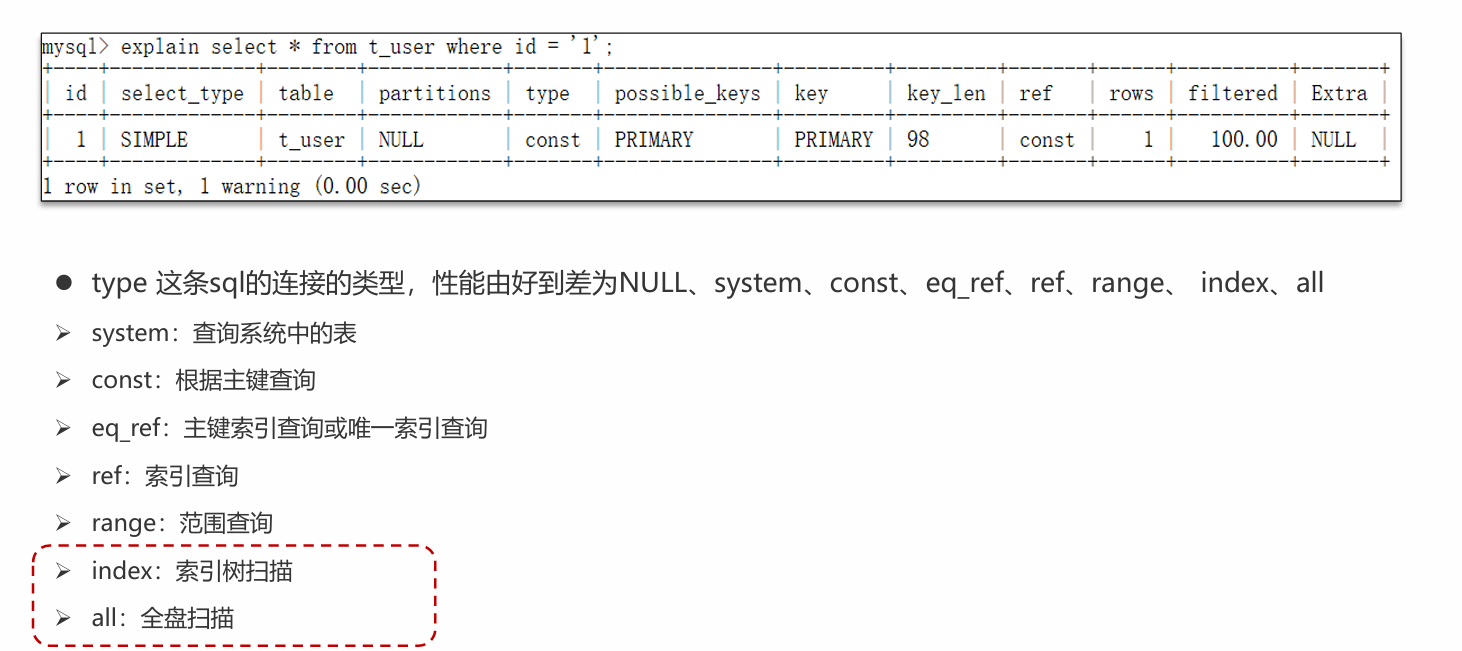 mysql> explain select * from t_user where id = '1';
+----+-------------+--------+------------+-------+---------------+---------+---------+-------+------+----------+-------+
| id | select_type | table | partitions | type | possible_keys | key | key_len | ref | rows | filtered | Extra |
+----+-------------+--------+------------+-------+---------------+---------+---------+-------+------+----------+-------+
| 1 | SIMPLE | t_user | NULL | const | PRIMARY | PRIMARY | 98 | const | 1 | 100.00 | NULL |
+----+-------------+--------+------------+-------+---------------+---------+---------+-------+------+----------+-------+
1 row in set, 1 warning (0.00 sec)
● type 这条sql的连接的类型，性能由好到差为NULL、system、const、eq_ref、ref、range、 index、all
➢ system：查询系统中的表
➢ const：根据主键查询
➢ eq_ref：主键索引查询或唯一索引查询
➢ ref：索引查询
➢ range：范围查询
➢ index：索引树扫描
➢ all：全盘扫描